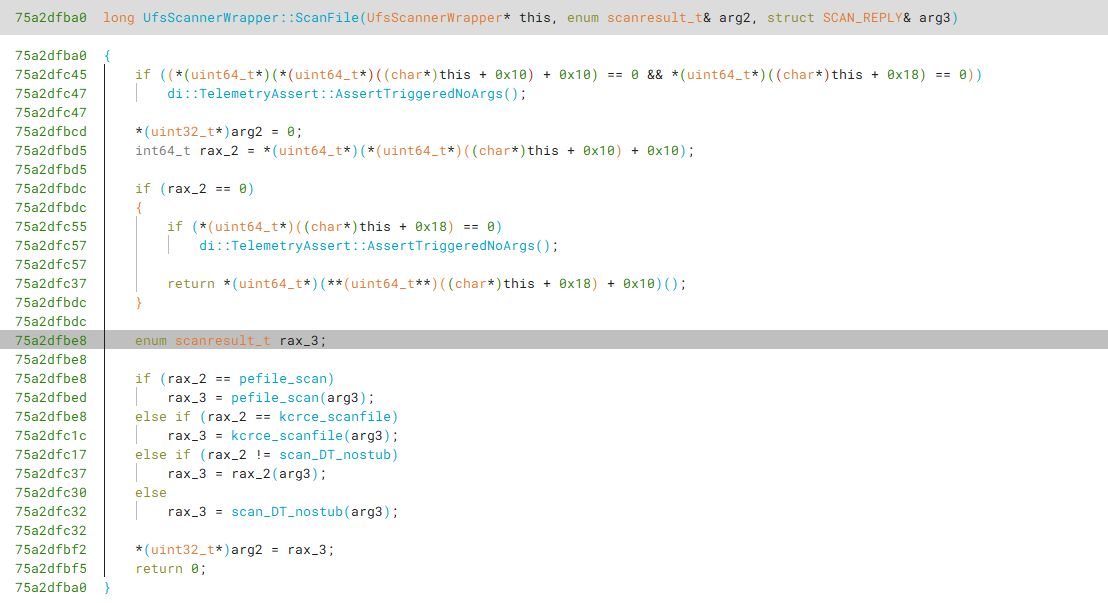 75a2dfba0 long UfsScannerWrapper::ScanFile(UfsScannerWrapper* this, enum scanresult_t& arg2, struct SCAN_REPLY& arg3)
75a2dfba0 {
75a2dfc45 if ((*(uint64_t*)(*(uint64_t*)((char*)this + 0x10) + 0x10) == 0 && *(uint64_t*)((char*)this + 0x18) == 0))
75a2dfc47 di::TelemetryAssert::AssertTriggeredNoArgs();
75a2dfc47
75a2dfbcd *(uint32_t*)arg2 = 0;
75a2dfbd5 int64_t rax_2 = *(uint64_t*)(*(uint64_t*)((char*)this + 0x10) + 0x10);
75a2dfbd5
75a2dfbdc if (rax_2 == 0)
75a2dfbdc {
75a2dfc55 if (*(uint64_t*)((char*)this + 0x18) == 0)
75a2dfc57 di::TelemetryAssert::AssertTriggeredNoArgs();
75a2dfc57
75a2dfc37 return *(uint64_t*)(**(uint64_t**)((char*)this + 0x18) + 0x10)();
75a2dfbdc }
75a2dfbdc
75a2dfbe8 enum scanresult_t rax_3;
75a2dfbe8
75a2dfbe8 if (rax_2 == pefile_scan)
75a2dfbed rax_3 = pefile_scan(arg3);
75a2dfbe8 else if (rax_2 == kcrce_scanfile)
75a2dfc1c rax_3 = kcrce_scanfile(arg3);
75a2dfc17 else if (rax_2 != scan_DT_nostub)
75a2dfc37 rax_3 = rax_2(arg3);
75a2dfc30 else
75a2dfc32 rax_3 = scan_DT_nostub(arg3);
75a2dfc32
75a2dfbf2 *(uint32_t*)arg2 = rax_3;
75a2dfbf5 return 0;
75a2dfba0 }